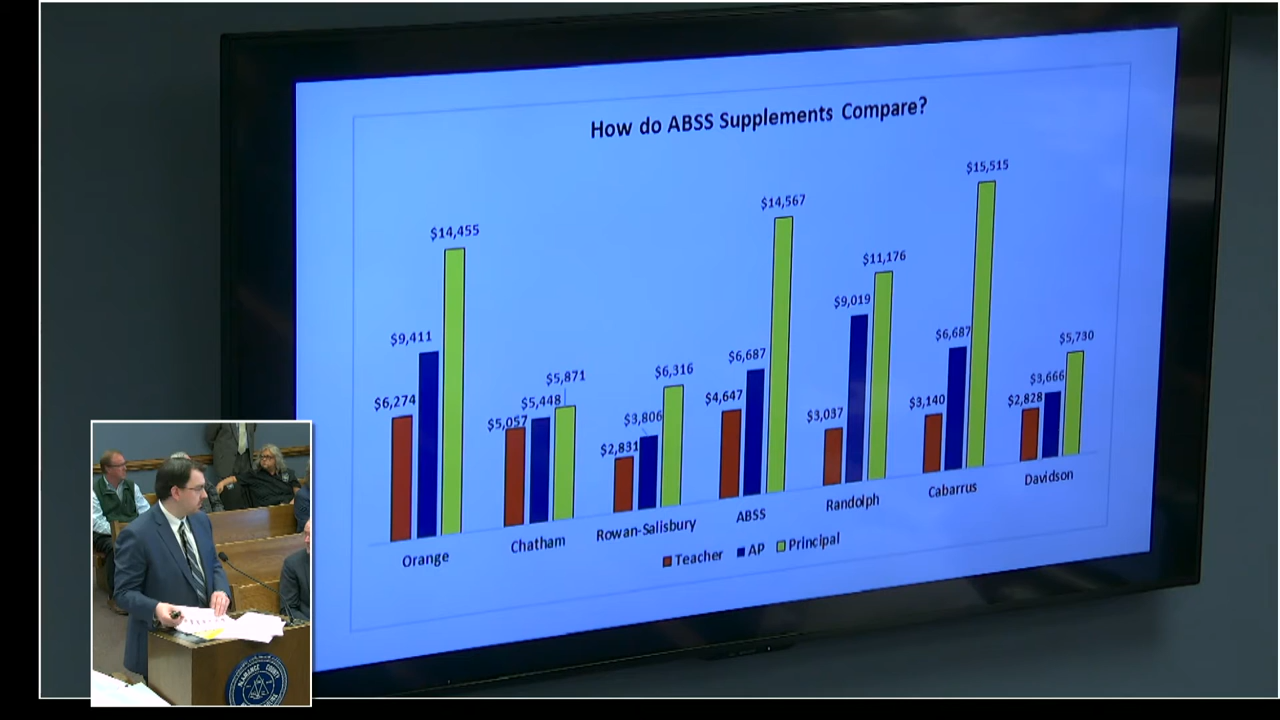 How do ABSS Supplements Compare?
$6,274
$9,411
$14,455
$5,057
$5,448
$5,871
$2,831
$3,806
$6,316
$4,647
$6,687
$14,567
$3,037
$9,019
$11,176
$3,140
$6,687
$15,515
$2,828
$3,666
$5,730
Orange
Chatham
Rowan-Salisbury
ABSS
Randolph
Cabarrus
Davidson
Teacher AP Principal
COUNTY